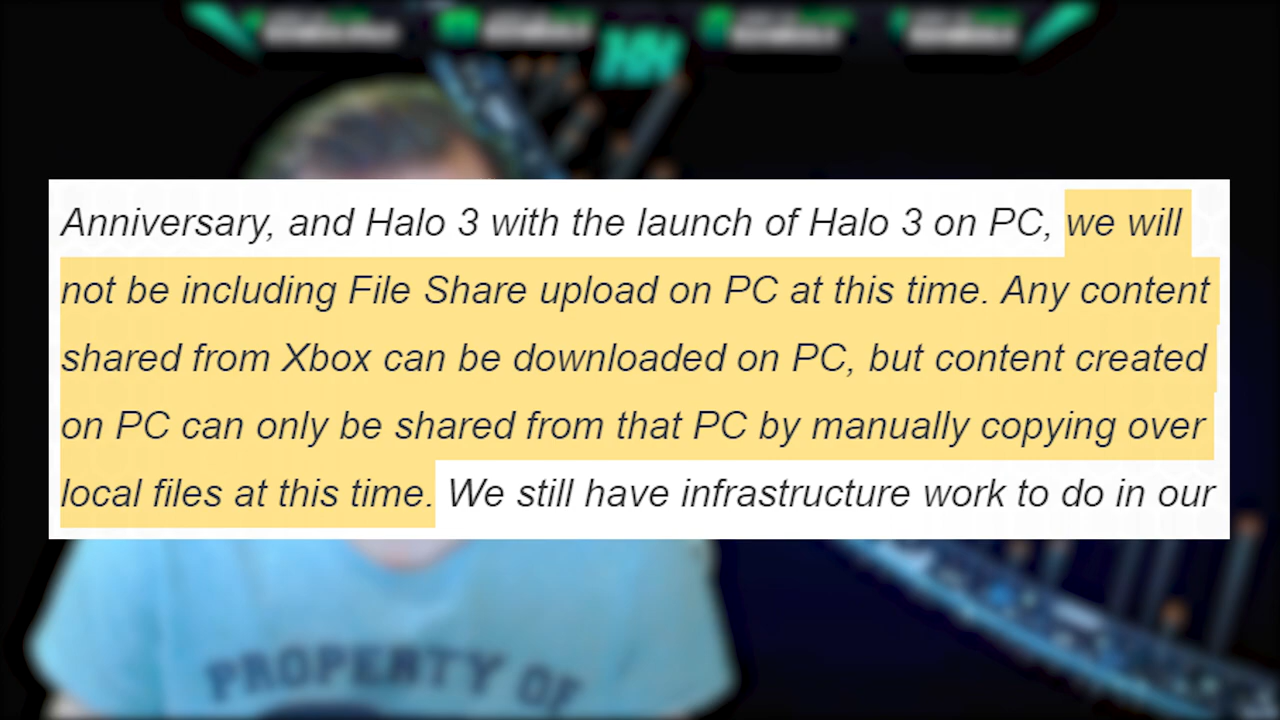 HH
Anniversary, and Halo 3 with the launch of Halo 3 on PC, we will
not be including File Share upload on PC at this time. Any content
shared from Xbox can be downloaded on PC, but content created
on PC can only be shared from that PC by manually copying over
local files at this time. We still have infrastructure work to do in our
PROPERTY OF